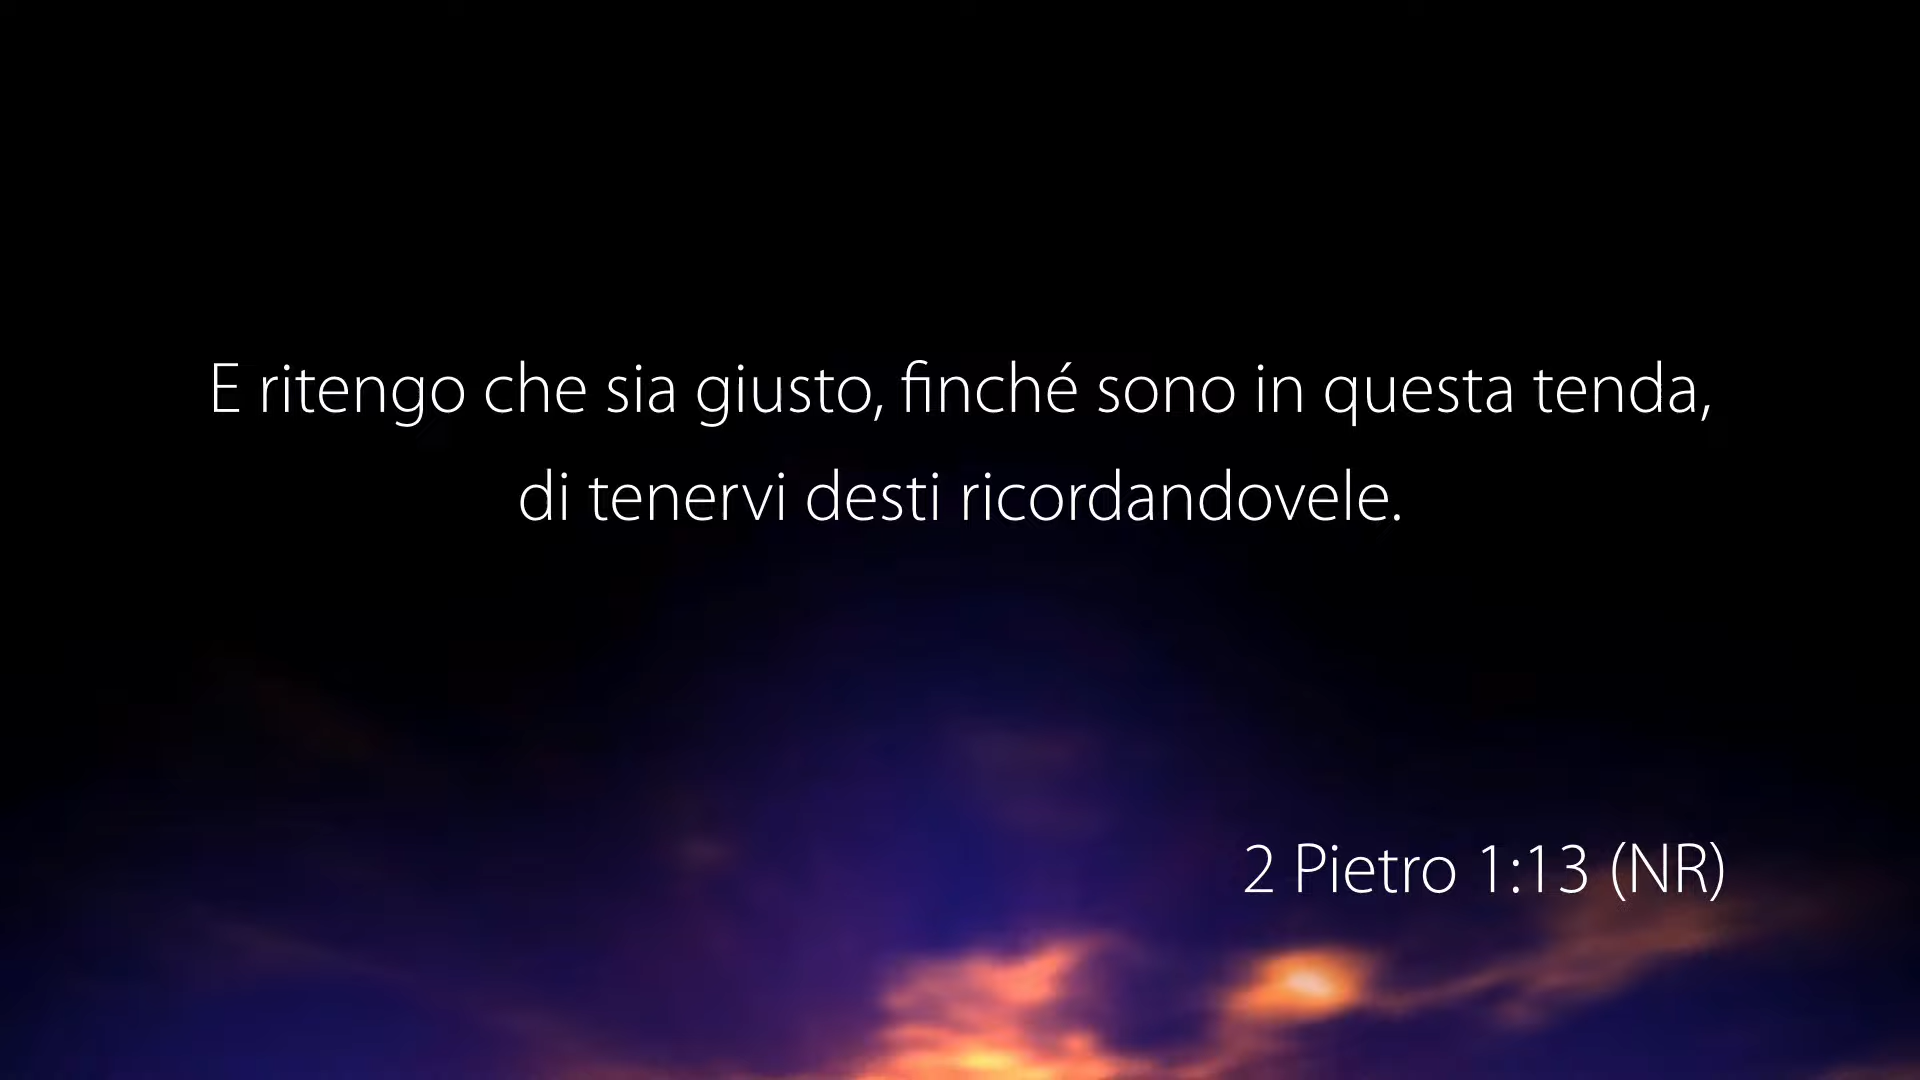 E ritengo che sia giusto, finché sono in questa tenda,
di tenervi desti ricordandovele.
2 Pietro 1:13 (NR)